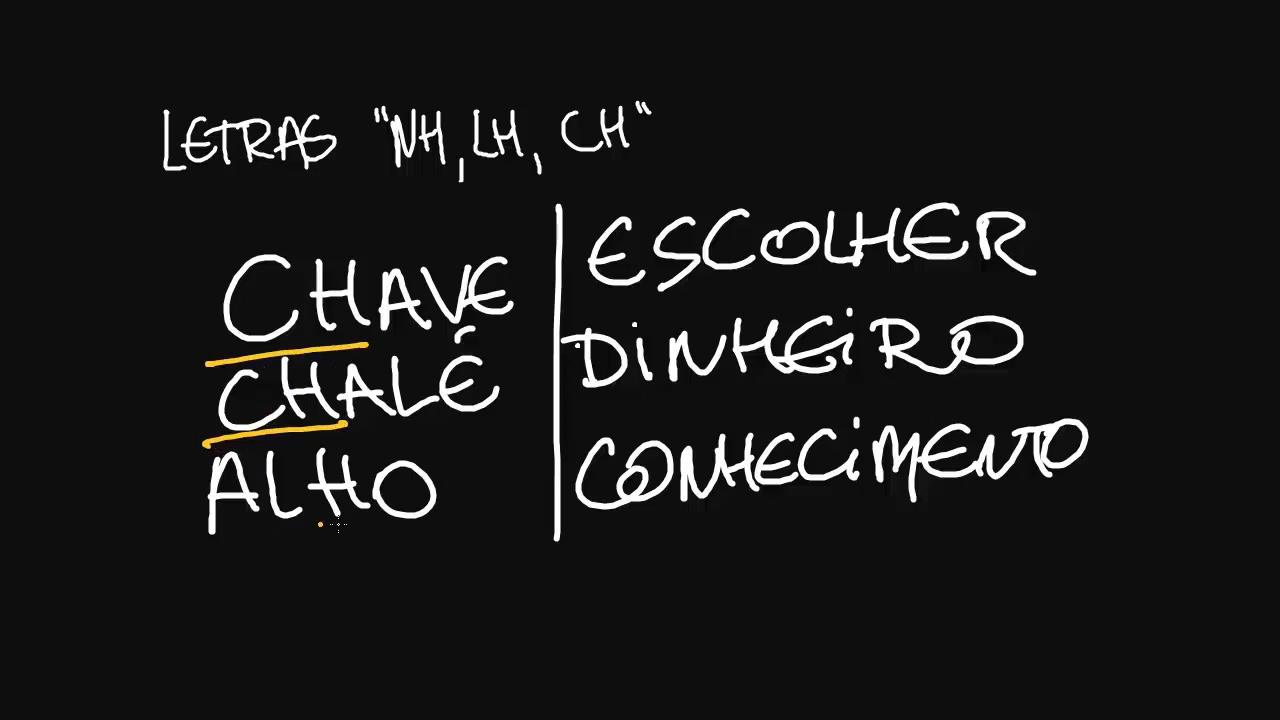 LETRAS "NH, LH, CH"
CHAVE
CHALÉ
ALHO
ESCOLHER
DINHEIRO
CONHECIMENTO